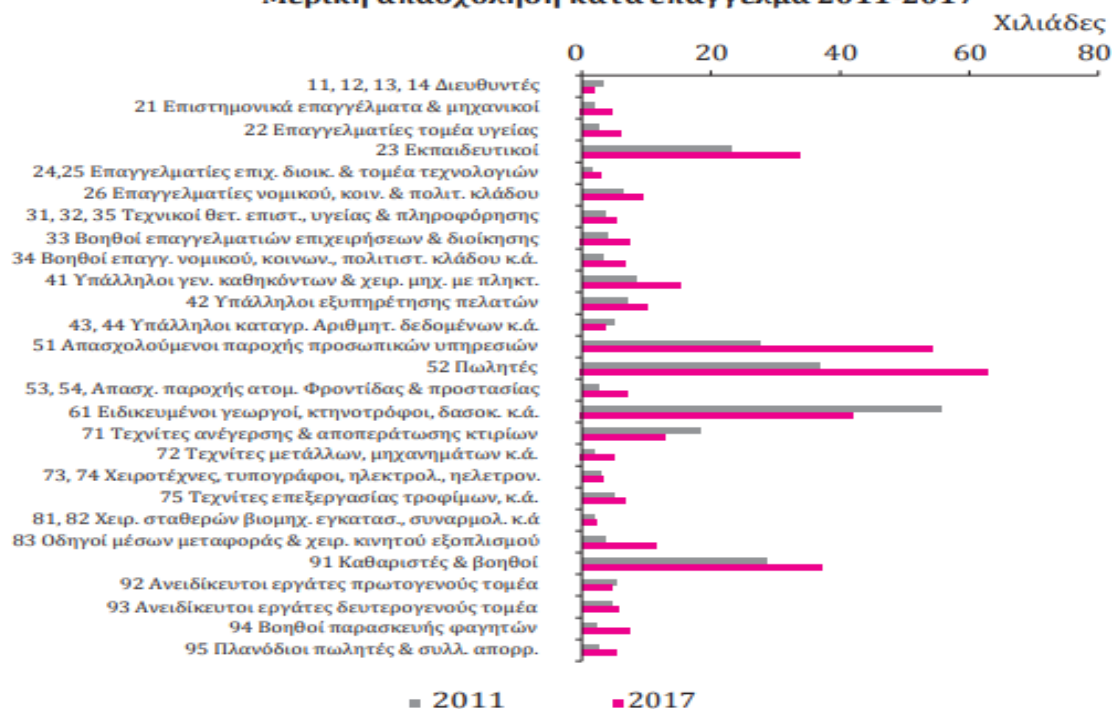 Μερική απασχόληση κατά επάγγελμα 2011-2017
Χιλιάδες
0 20 40 60 80
11, 12, 13, 14 Διευθυντές
21 Επιστημονικά επαγγέλματα & μηχανικοί
22 Επαγγελματίες τομέα υγείας
23 Εκπαιδευτικοί
24,25 Επαγγελματίες επιχ. διοικ. & τομέα τεχνολογιών
26 Επαγγελματίες νομικού, κοιν. & πολιτ. κλάδου
31, 32, 35 Τεχνικοί θετ. επιστ., υγείας & πληροφόρησης
33 Βοηθοί επαγγελματιών επιχειρήσεων & διοίκησης
34 Βοηθοί επαγγ. νομικού, κοινων., πολιτιστ. κλάδου κ.ά.
41 Υπάλληλοι γεν. καθηκόντων & χειρ. μηχ. με πληκτ.
42 Υπάλληλοι εξυπηρέτησης πελατών
43, 44 Υπάλληλοι καταγρ. Αριθμητ. δεδομένων κ.ά.
51 Απασχολούμενοι παροχής προσωπικών υπηρεσιών
52 Πωλητές
53, 54, Απασχ. παροχής ατομ. Φροντίδας & προστασίας
61 Ειδικευμένοι γεωργοί, κτηνοτρόφοι, δασοκ. κ.ά.
71 Τεχνίτες ανέγερσης & αποπεράτωσης κτιρίων
72 Τεχνίτες μετάλλων, μηχανημάτων κ.ά.
73, 74 Χειροτέχνες, τυπογράφοι, ηλεκτρολ., ηελετρον.
75 Τεχνίτες επεξεργασίας τροφίμων, κ.ά.
81, 82 Χειρ. σταθερών βιομηχ. εγκατασ., συναρμολ. κ.ά
83 Οδηγοί μέσων μεταφοράς & χειρ. κινητού εξοπλισμού
91 Καθαριστές & βοηθοί
92 Ανειδίκευτοι εργάτες πρωτογενούς τομέα
93 Ανειδίκευτοι εργάτες δευτερογενούς τομέα
94 Βοηθοί παρασκευής φαγητών
95 Πλανόδιοι πωλητές & συλλ. απορρ.
2011 2017